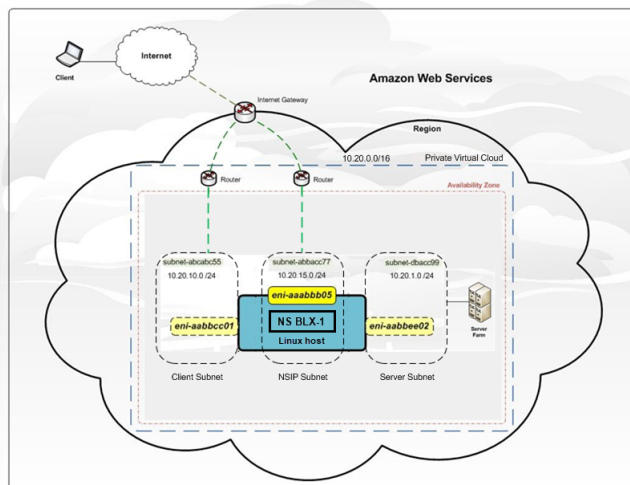 Internet
Client
Amazon Web Services
Internet Gateway
Region
10.20.0.0/16
Private Virtual Cloud
Router
Router
Availability Zone
subnet-abcabc55
10.20.10.0 /24
subnet-abbacc77
10.20.15.0 /24
subnet-dbacc99
10.20.1.0 /24
eni-aaabbb05
eni-aabbcc01
NS BLX-1
eni-aabbee02
Linux host
Server
Farm
Client Subnet
NSIP Subnet
Server Subnet